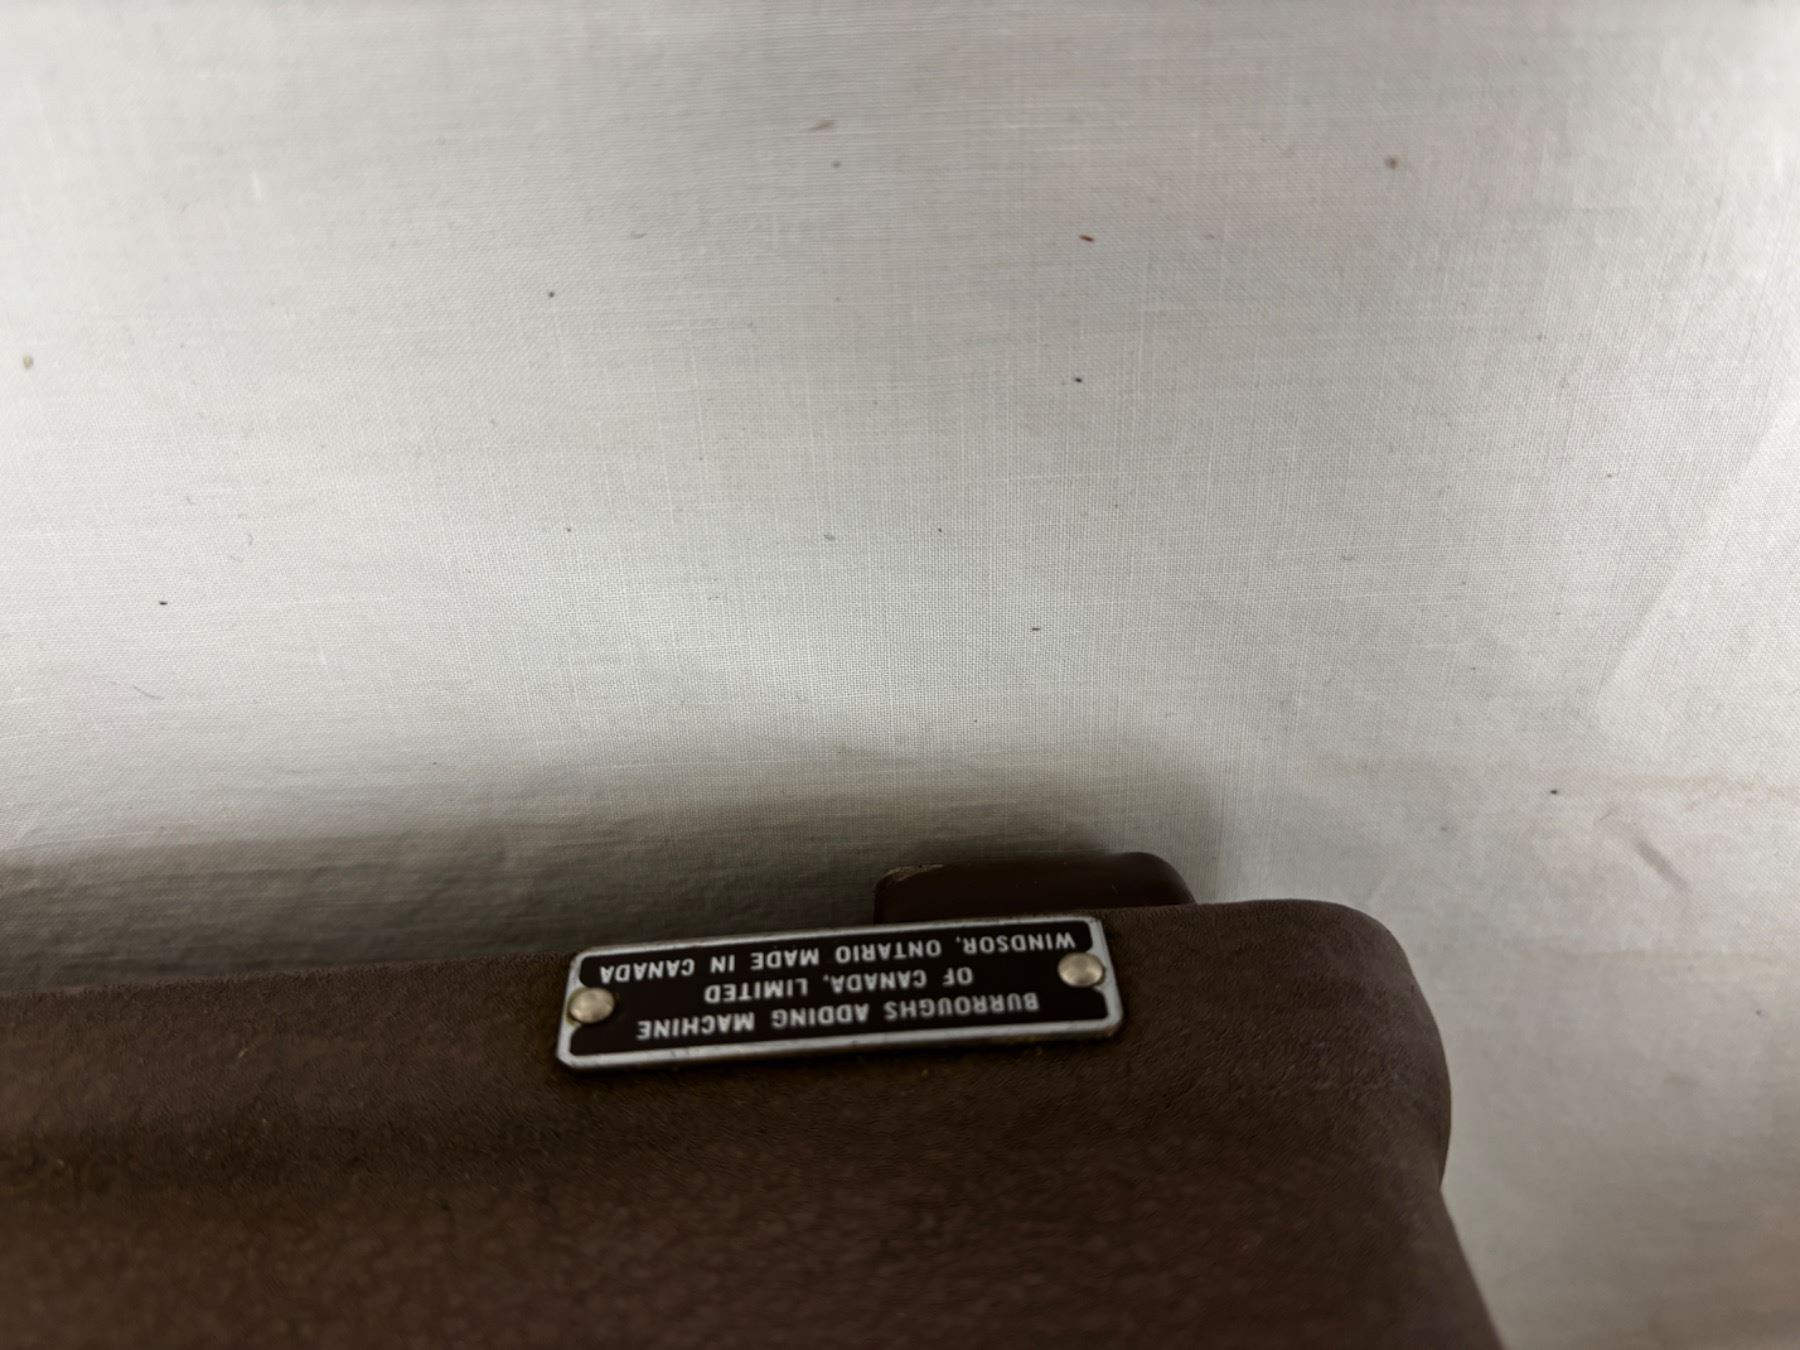 BURROUGHS ADDING MACHINE
OF CANADA, LIMITED
WINDSOR, ONTARIO MADE IN CANADA